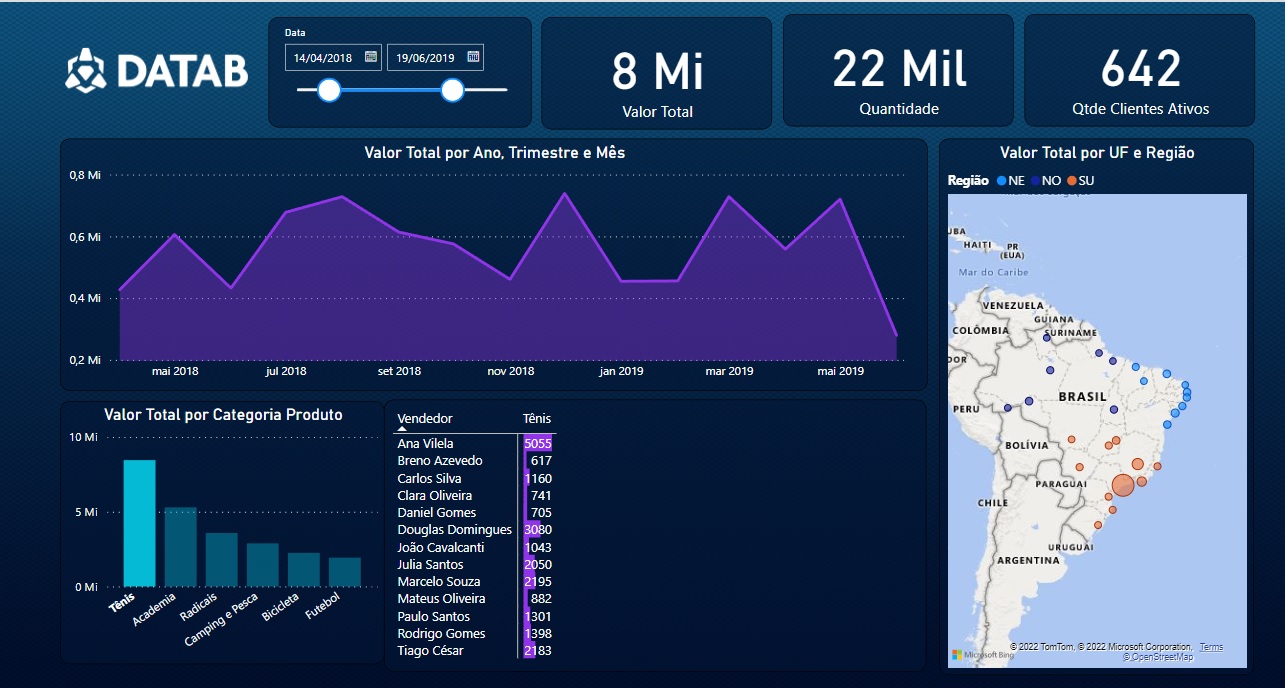 DATAB
Data
14/04/2018 19/06/2019
8 Mi
Valor Total
22 Mil
Quantidade
642
Qtde Clientes Ativos
Valor Total por Ano, Trimestre e Mês
0,8 Mi
0,6 Mi
0,4 Mi
0,2 Mi
mai 2018 jul 2018 set 2018 nov 2018 jan 2019 mar 2019 mai 2019
Valor Total por Categoria Produto
10 Mi
5 Mi
0 Mi
Tênis Academia Radicais Camping e Pesca Bicicleta Futebol
Vendedor Tênis
Ana Vilela 5055
Breno Azevedo 617
Carlos Silva 1160
Clara Oliveira 741
Daniel Gomes 705
Douglas Domingues 3080
João Cavalcanti 1043
Julia Santos 2050
Marcelo Souza 2195
Mateus Oliveira 882
Paulo Santos 1301
Rodrigo Gomes 1398
Tiago César 2183
Valor Total por UF e Região
Região NE NO SU
UBA
HAITI PR
(EUA)
Mar do Caribe
VENEZUELA
GUIANA
COLÔMBIA SURINAME
DOR
BRASIL
PERU
BOLÍVIA
PARAGUAI
CHILE
URUGUAI
ARGENTINA
© 2022 TomTom, © 2022 Microsoft Corporation, Terms
Microsoft Bing © OpenStreetMap